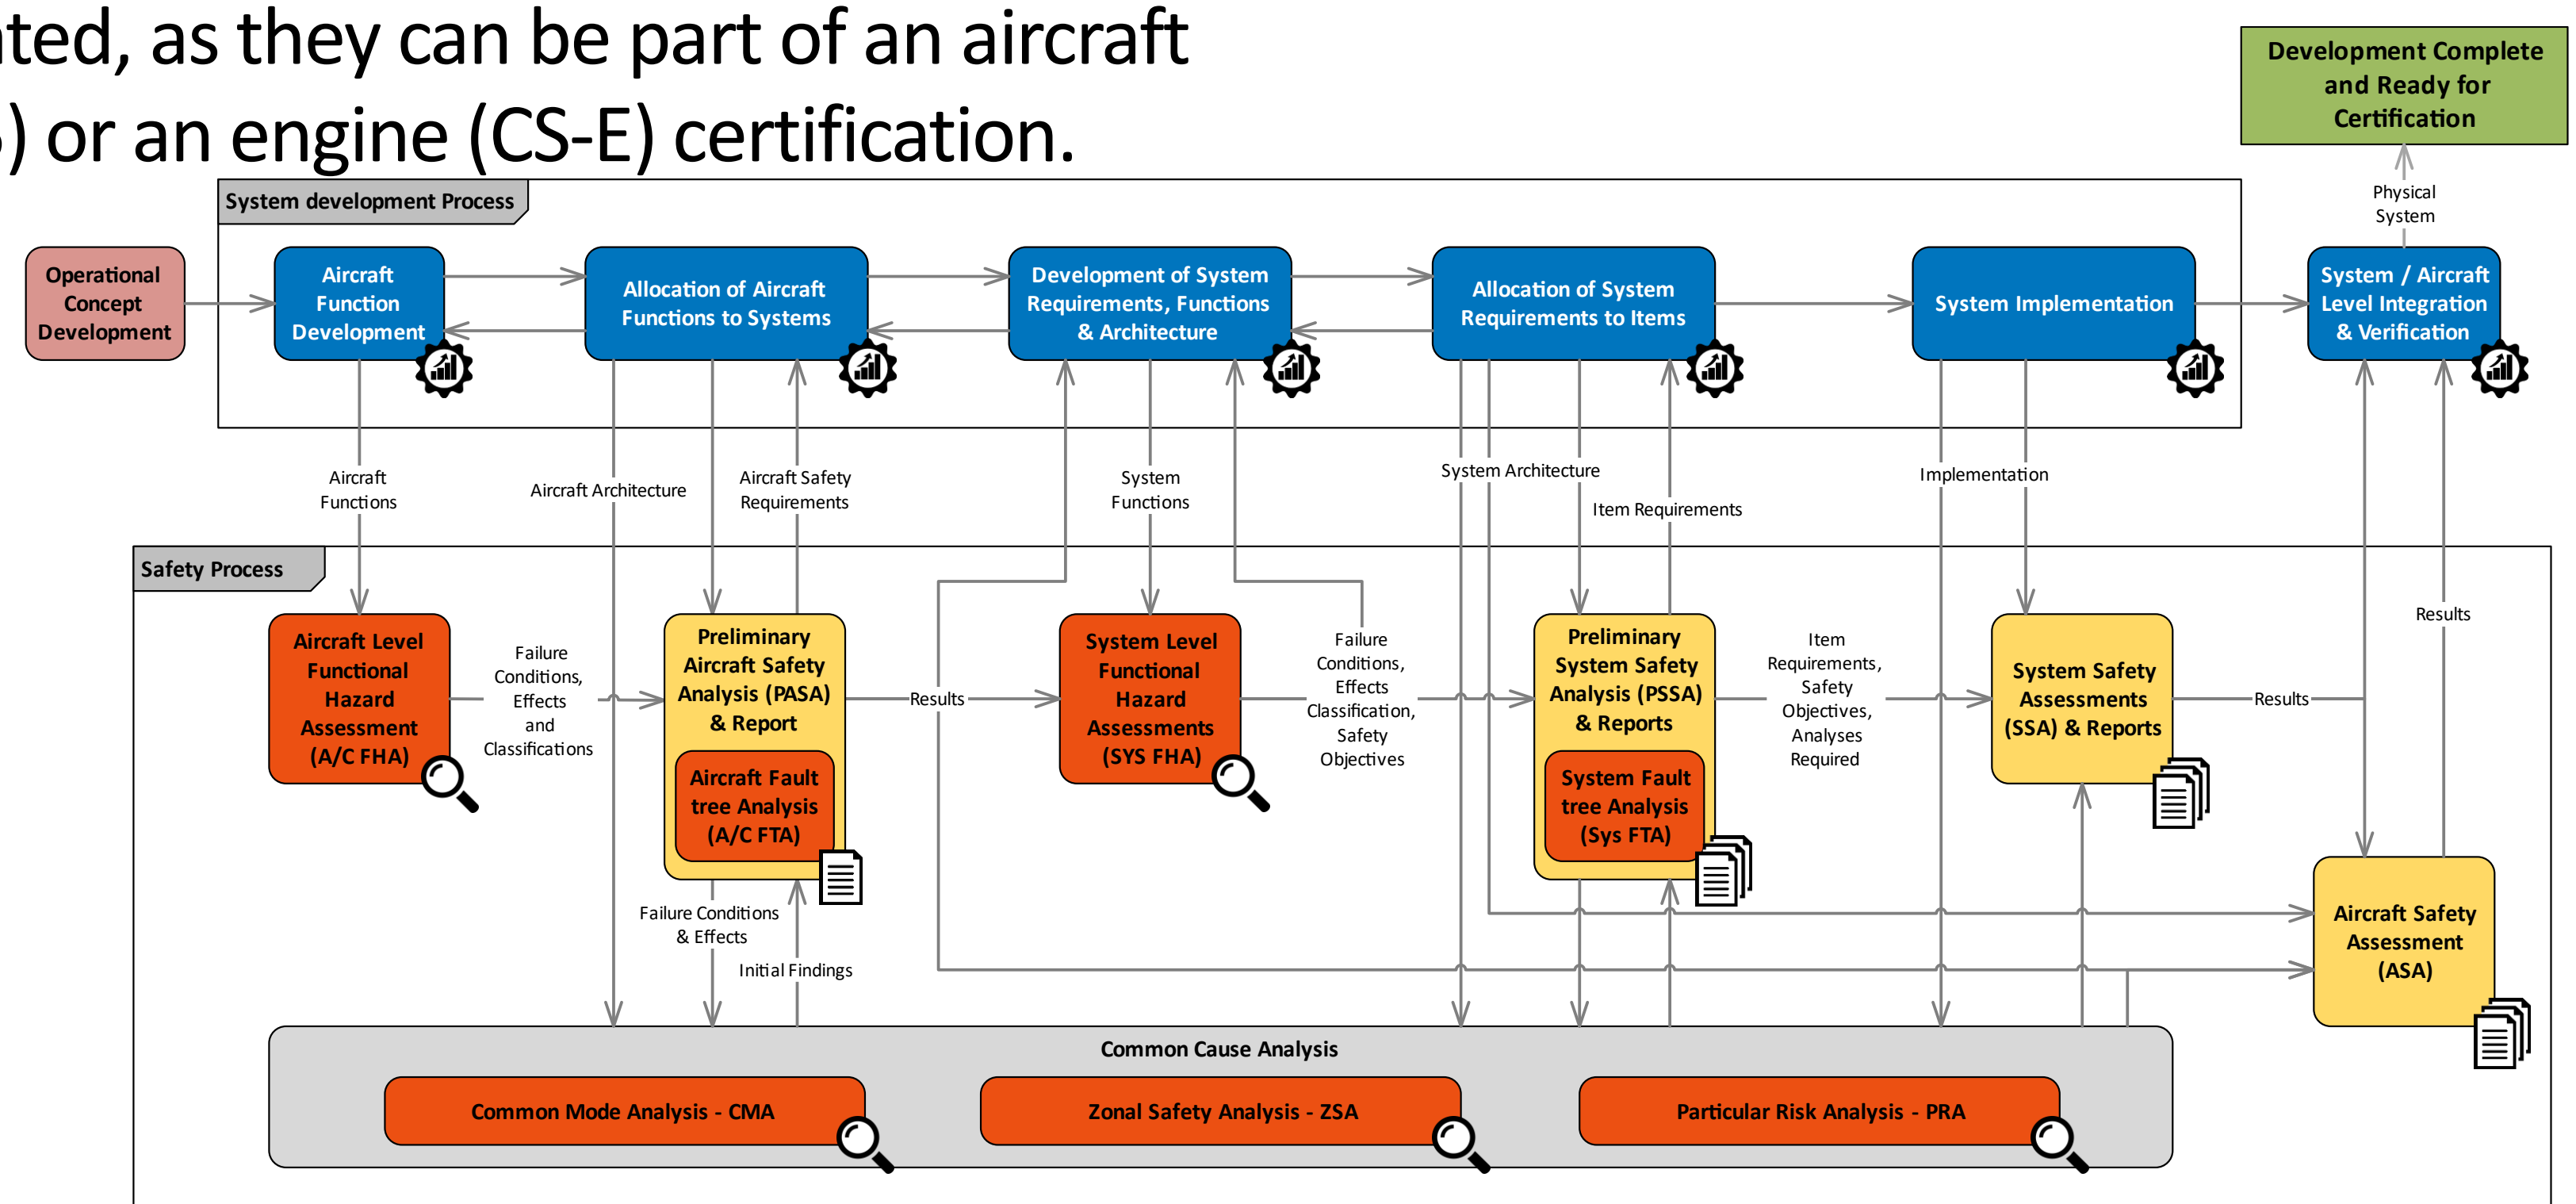 ated, as they can be part of an aircraft
) or an engine (CS-E) certification.
Development Complete
and Ready for
Certification
Physical
System
System development Process
Operational
Concept
Development
Aircraft
Function
Development
Allocation of Aircraft
Functions to Systems
Development of System
Requirements, Functions
& Architecture
Allocation of System
Requirements to Items
System Implementation
System / Aircraft
Level Integration
& Verification
Aircraft
Functions
Aircraft Architecture
Aircraft Safety
Requirements
System
Functions
System Architecture
Item Requirements
Implementation
Safety Process
Aircraft Level
Functional
Hazard
Assessment
(A/C FHA)
Failure
Conditions,
Effects
and
Classifications
Preliminary
Aircraft Safety
Analysis (PASA)
& Report
Aircraft Fault
tree Analysis
(A/C FTA)
Results
System Level
Functional
Hazard
Assessments
(SYS FHA)
Failure
Conditions,
Effects
Classification,
Safety
Objectives
Preliminary
System Safety
Analysis (PSSA)
& Reports
System Fault
tree Analysis
(Sys FTA)
Item
Requirements,
Safety
Objectives,
Analyses
Required
System Safety
Assessments
(SSA) & Reports
Results
Results
Failure Conditions
& Effects
Initial Findings
Aircraft Safety
Assessment
(ASA)
Common Cause Analysis
Common Mode Analysis - CMA
Zonal Safety Analysis - ZSA
Particular Risk Analysis - PRA